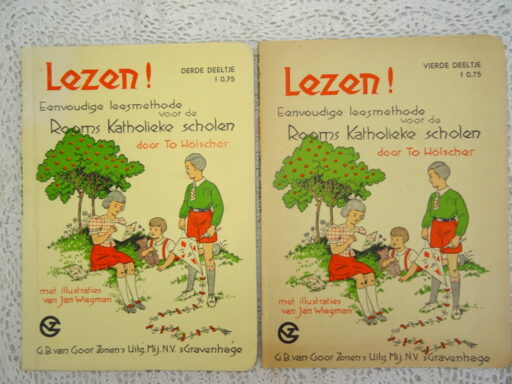 Lezen!
DERDE DEELTJE
f 0.75
Eenvoudige leesmethode
voor de
Rooms Katholieke scholen
door To Hölscher
met illustraties
van Jan Wiegman
GZ
G.B. van Goor Zonen's Uitg. Mij. N.V. 's Gravenhage
Lezen!
VIERDE DEELTJE
f 0.75
Eenvoudige leesmethode
voor de
Rooms Katholieke scholen
door To Hölscher
met illustraties
van Jan Wiegman
GZ
G.B. van Goor Zonen's Uitg. Mij. N.V. 's Gravenhage